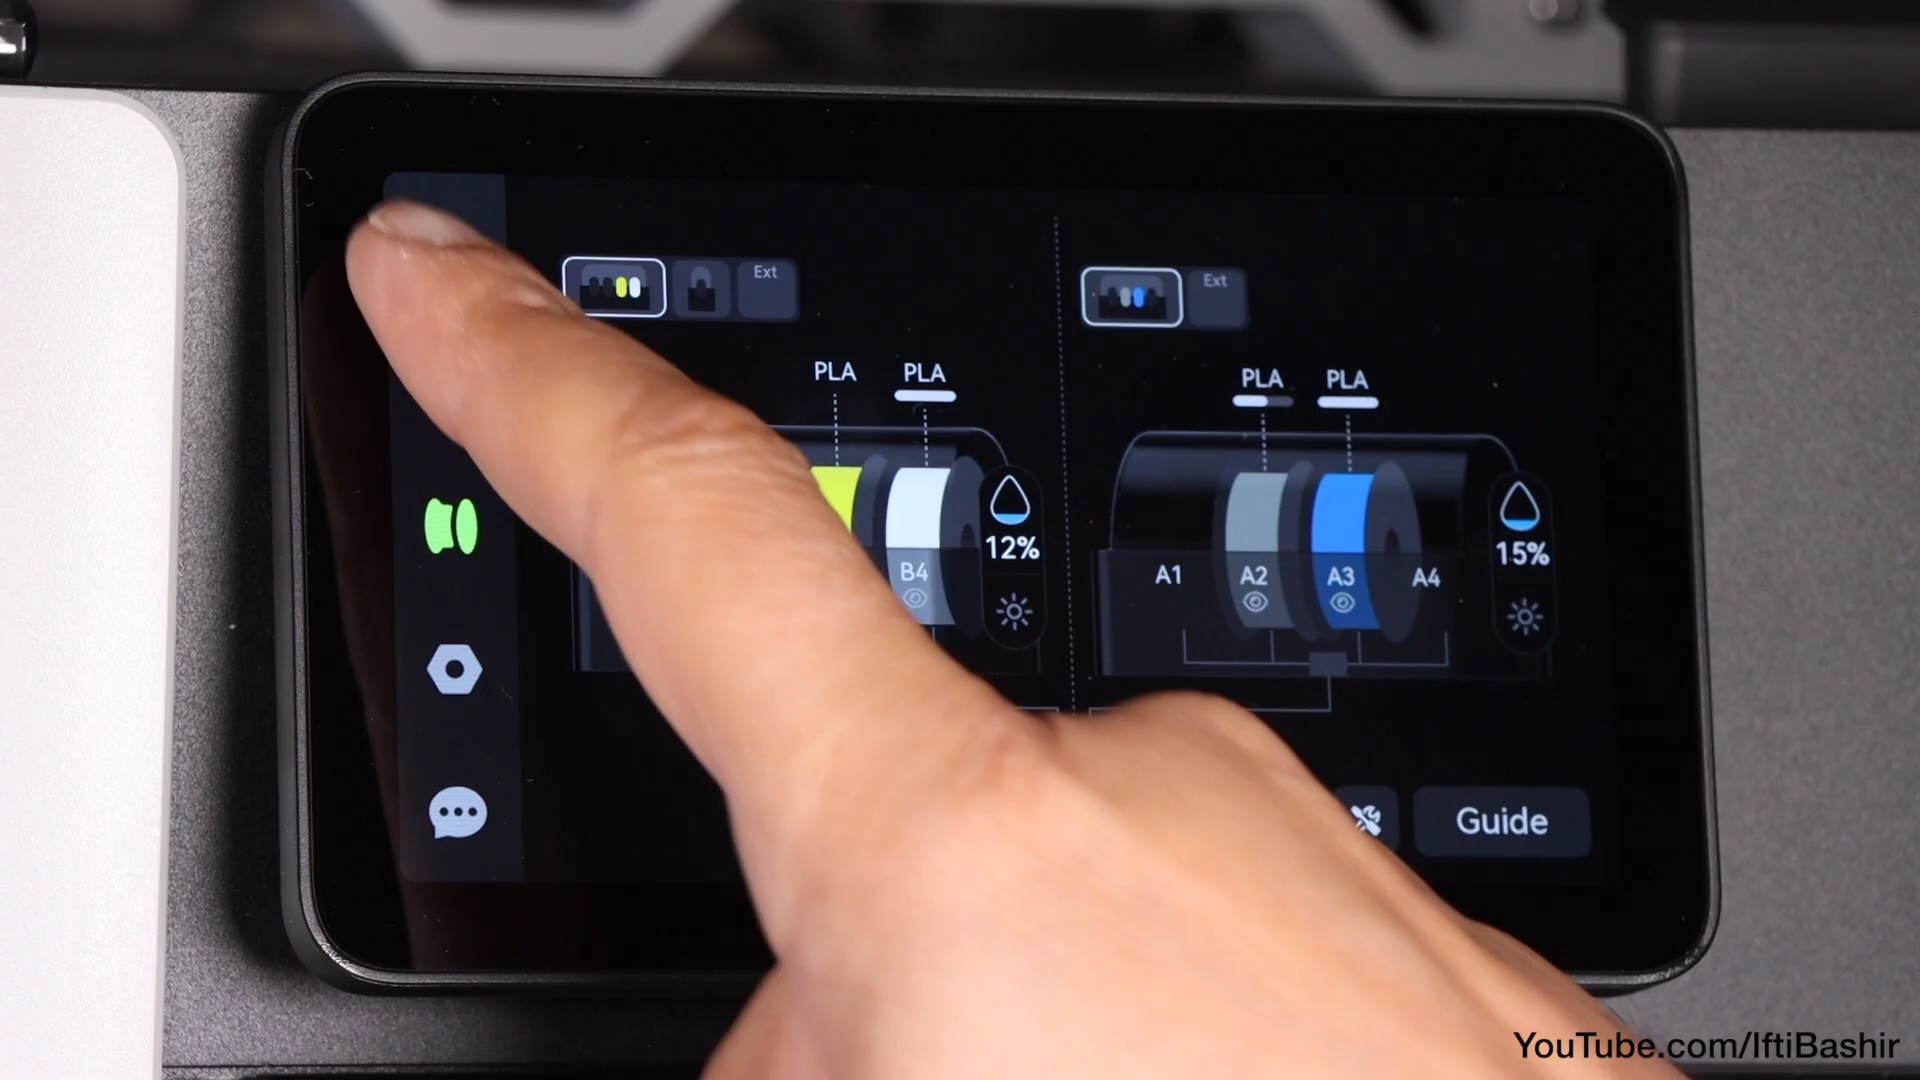 Ext
Ext
PLA
PLA
PLA
PLA
12%
15%
B4
A1
A2
A3
A4
Guide
YouTube.com/IftiBashir